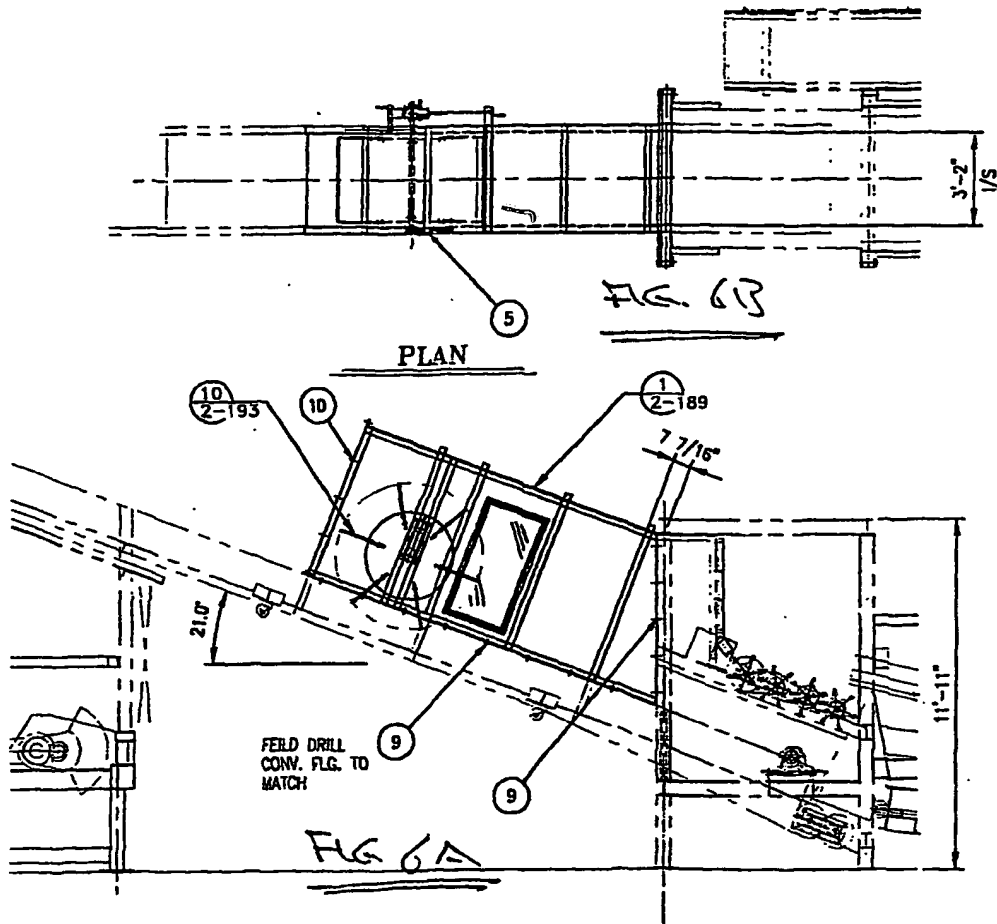 3'-2"
I/S
FIG. 6B
5
PLAN
10
2-193
10
1
2-189
7 7/16"
21.0°
11'-11"
FEILD DRILL
CONV. FLG. TO
MATCH
9
9
FIG 6A